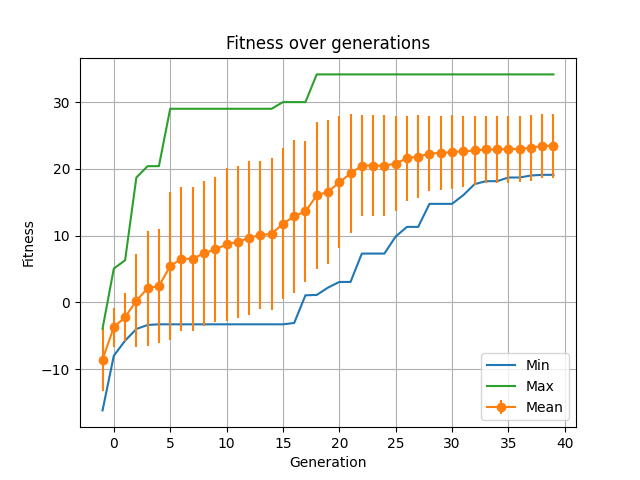 Fitness over generations
Fitness
30
20
10
0
−10
0 5 10 15 20 25 30 35 40
Generation
Min
Max
Mean